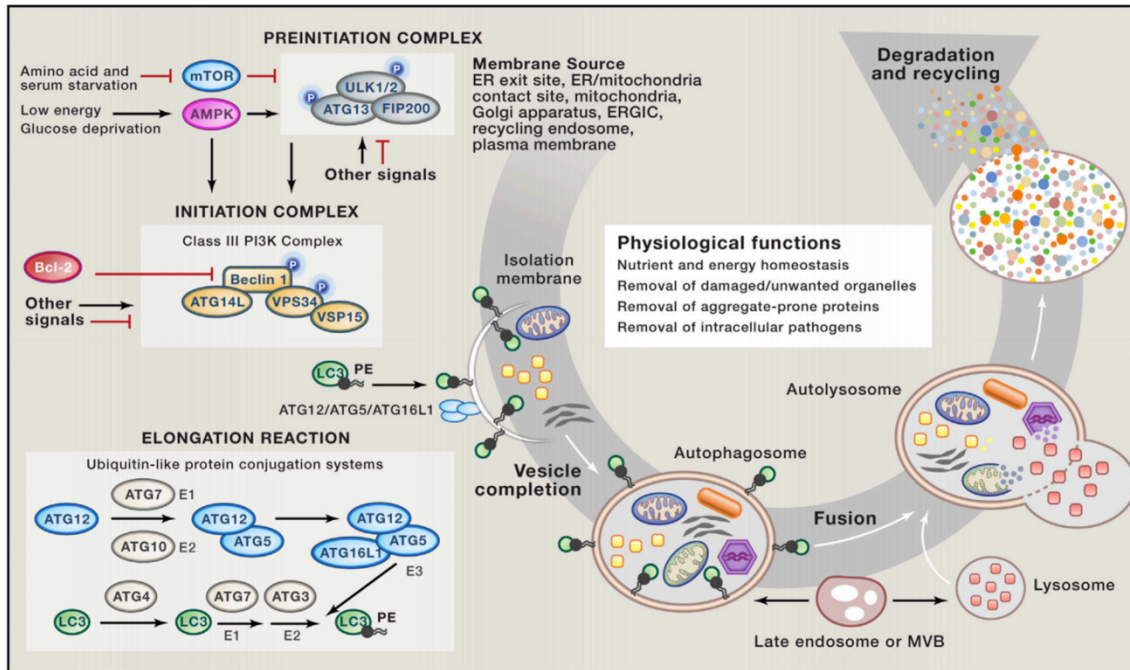 PREINITIATION COMPLEX
Amino acid and
serum starvation
mTOR
P
ULK1/2
P
ATG13
FIP200
Low energy
Glucose deprivation
AMPK
Other signals
Membrane Source
ER exit site, ER/mitochondria
contact site, mitochondria,
Golgi apparatus, ERGIC,
recycling endosome,
plasma membrane
Degradation
and recycling
INITIATION COMPLEX
Class III PI3K Complex
Bcl-2
Beclin 1
P
P
ATG14L
VPS34
VSP15
Other
signals
Isolation
membrane
Physiological functions
Nutrient and energy homeostasis
Removal of damaged/unwanted organelles
Removal of aggregate-prone proteins
Removal of intracellular pathogens
LC3
PE
ATG12/ATG5/ATG16L1
ELONGATION REACTION
Ubiquitin-like protein conjugation systems
ATG7
E1
ATG12
ATG12
ATG5
ATG12
ATG5
ATG16L1
ATG10
E2
E3
ATG4
ATG7
ATG3
LC3
LC3
E1
E2
LC3
PE
Vesicle
completion
Autophagosome
Fusion
Autolysosome
Lysosome
Late endosome or MVB